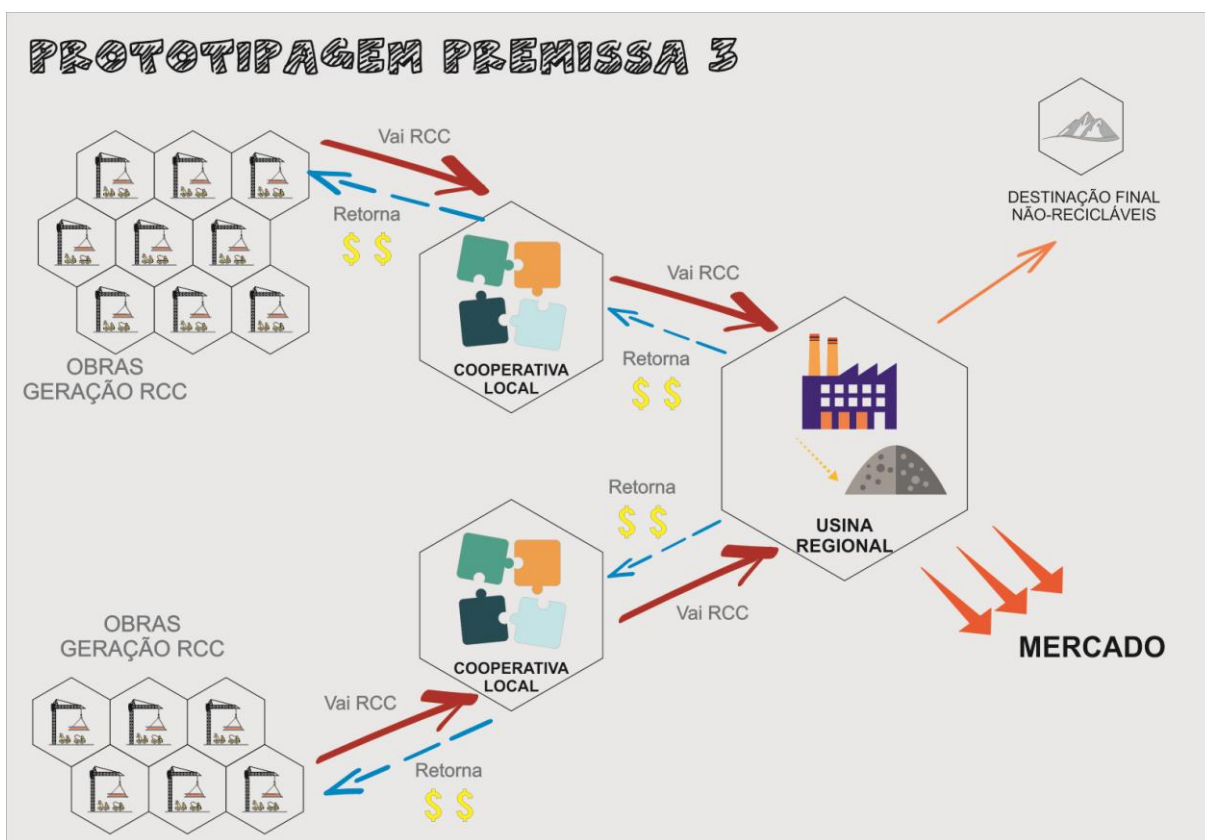 PROTOTIPAGEM PREMISSA 3
Vai RCC
Retorna
$ $
OBRAS
GERAÇÃO RCC
COOPERATIVA
LOCAL
Vai RCC
Retorna
$ $
DESTINAÇÃO FINAL
NÃO-RECICLÁVEIS
USINA
REGIONAL
Retorna
$ $
Vai RCC
MERCADO
COOPERATIVA
LOCAL
OBRAS
GERAÇÃO RCC
Vai RCC
Retorna
$ $